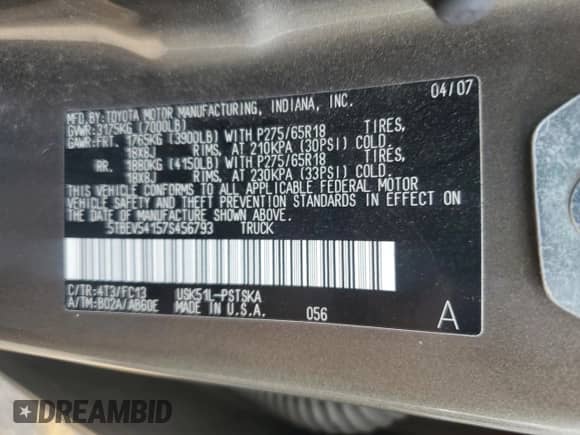 MFD.BY:TOYOTA MOTOR MANUFACTURING, INDIANA, INC. 04/07
GVWR:3175KG (7000LB)
GAWR:FRT. 1765KG (3900LB) WITH P275/65R18 TIRES,
18X8J RIMS, AT 210KPA (30PSI) COLD.
RR. 1880KG (4150LB) WITH P275/65R18 TIRES,
18X8J RIMS, AT 230KPA (33PSI) COLD.
THIS VEHICLE CONFORMS TO ALL APPLICABLE FEDERAL MOTOR
VEHICLE SAFETY AND THEFT PREVENTION STANDARDS IN EFFECT ON
THE DATE OF MANUFACTURE SHOWN ABOVE.
5TBEV54157S456793 TRUCK
C/TR:4T3/FC13 USK51L-PSTSKA
A/TM:B02A/AB60E MADE IN U.S.A. 056 A
DREAMBID